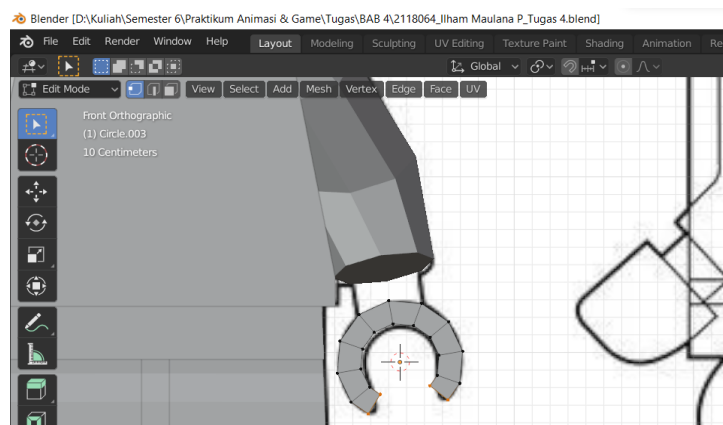 Blender [D:\Kuliah\Semester 6\Praktikum Animasi & Game\Tugas\BAB 4\2118064_Ilham Maulana P_Tugas 4.blend]
File Edit Render Window Help Layout Modeling Sculpting UV Editing Texture Paint Shading Animation Re
Global
Edit Mode View Select Add Mesh Vertex Edge Face UV
Front Orthographic
(1) Circle.003
10 Centimeters